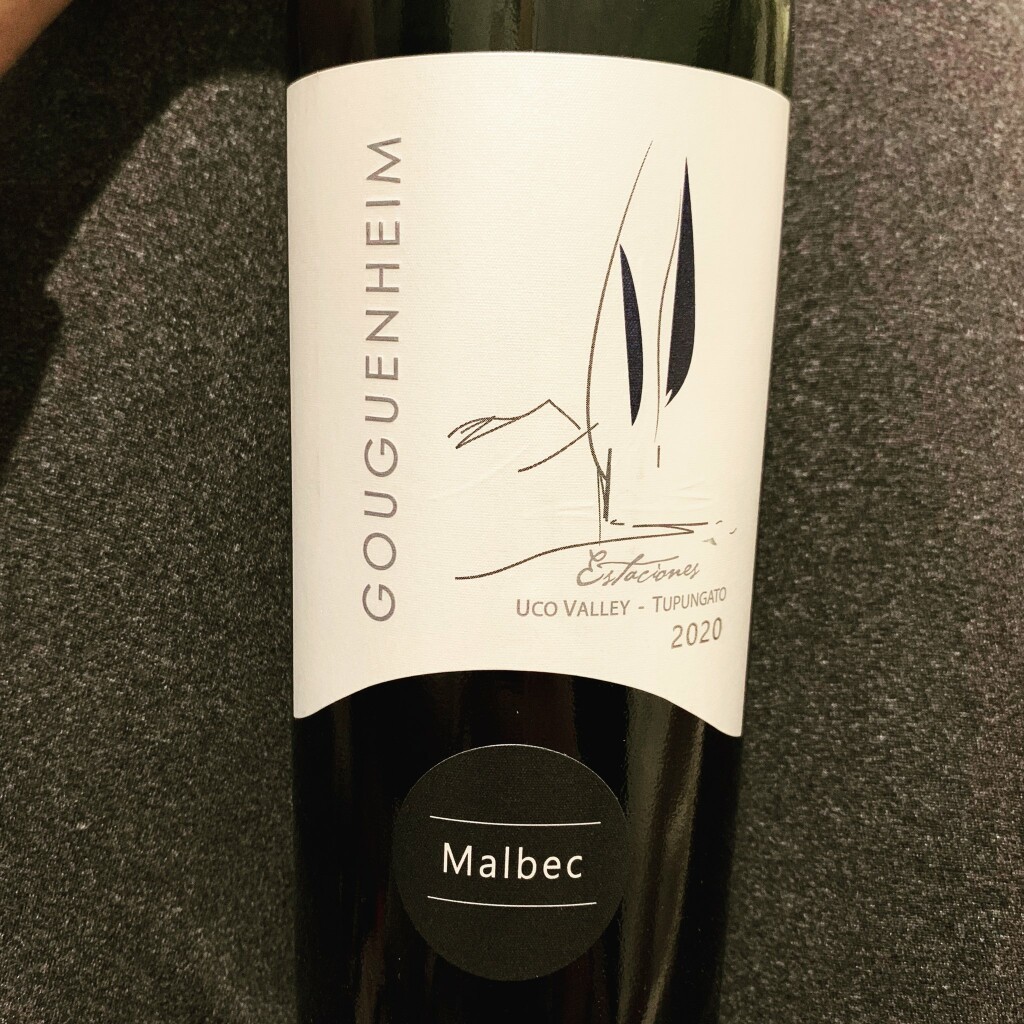 GOUGUENHEIM
Estaciones
UCO VALLEY - TUPUNGATO
2020
Malbec